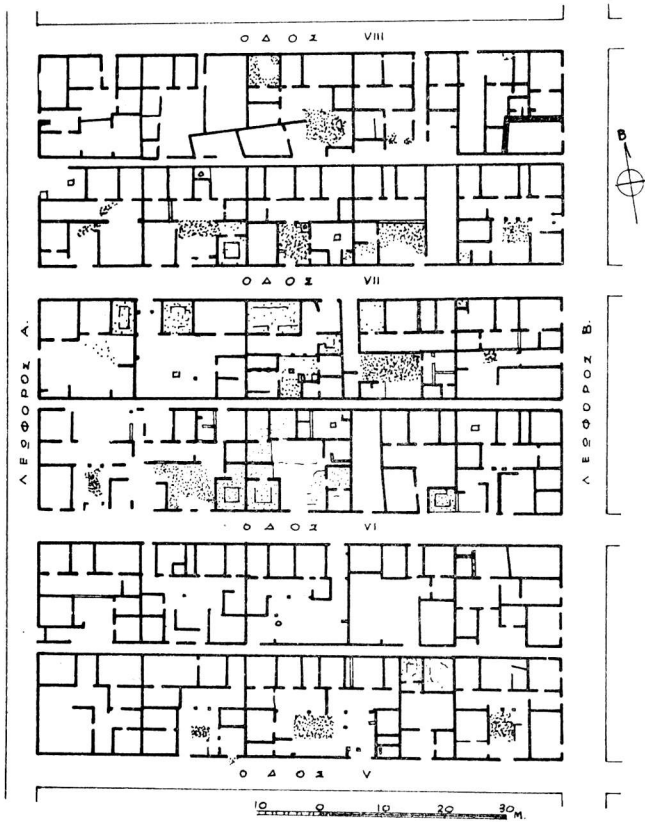 ΟΔΟΣ VIII
Β
ΟΔΟΣ VII
ΛΕΩΦΟΡΟΣ Α.
ΛΕΩΦΟΡΟΣ Β.
ΟΔΟΣ VI
ΟΔΟΣ V
10 0 10 20 30 M.